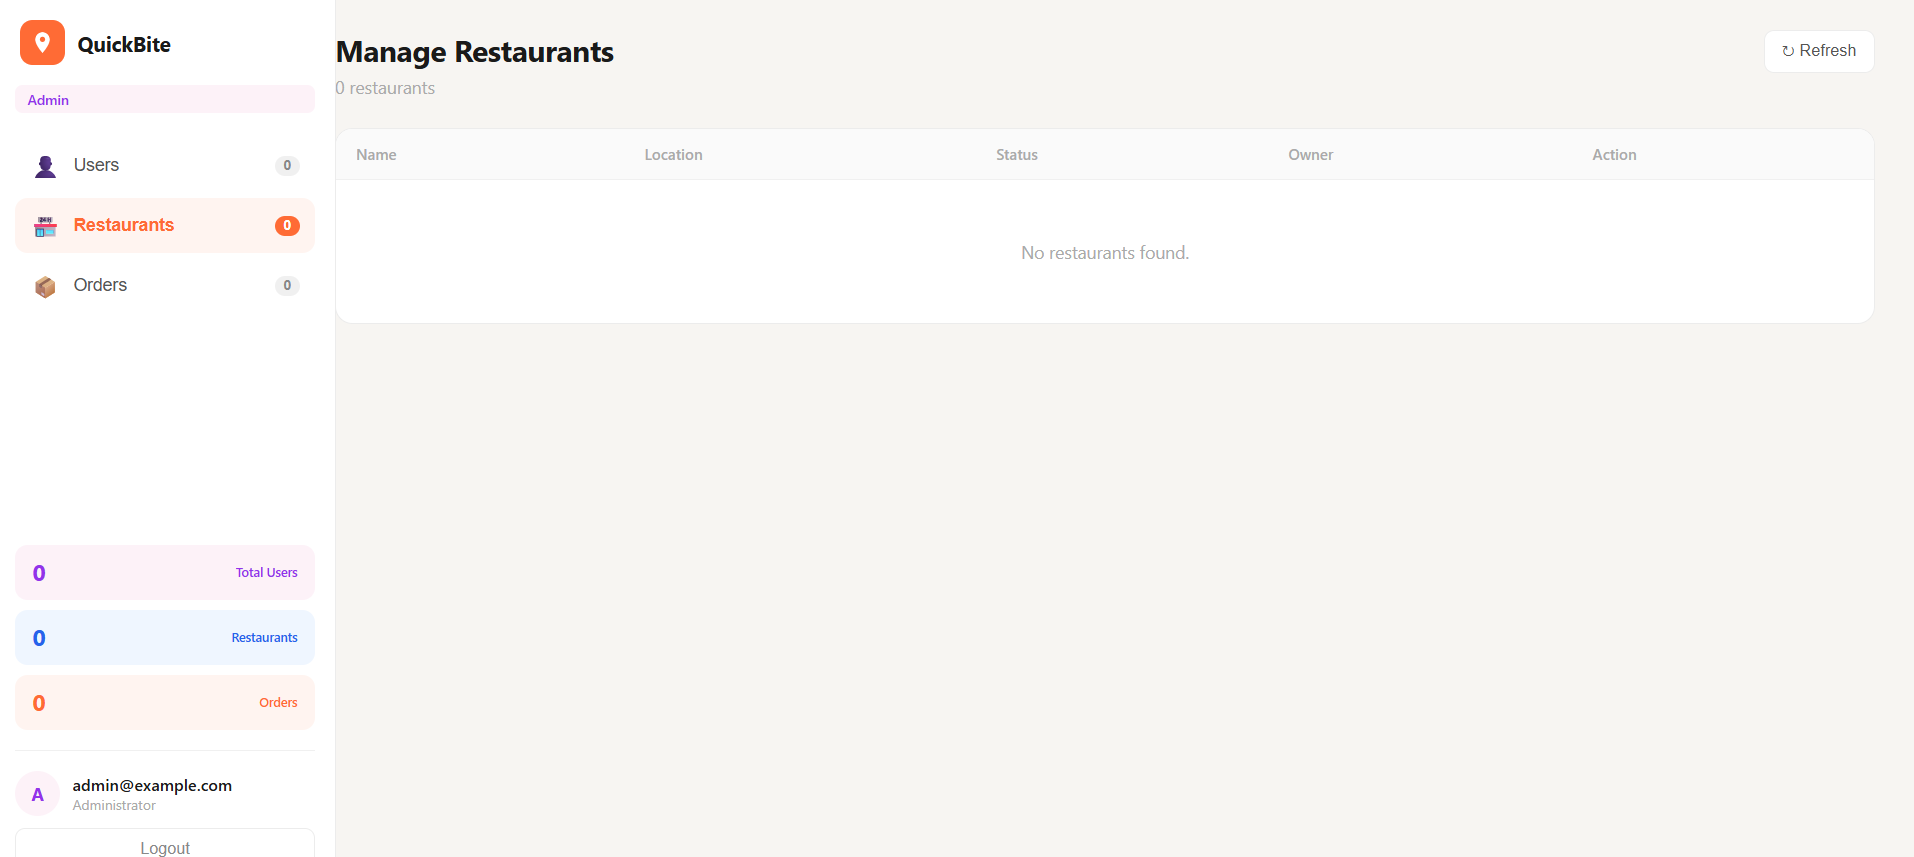 QuickBite
Admin
Users 0
Restaurants 0
Orders 0
0 Total Users
0 Restaurants
0 Orders
A
admin@example.com
Administrator
Logout
Manage Restaurants
0 restaurants
↻ Refresh
Name Location Status Owner Action
No restaurants found.